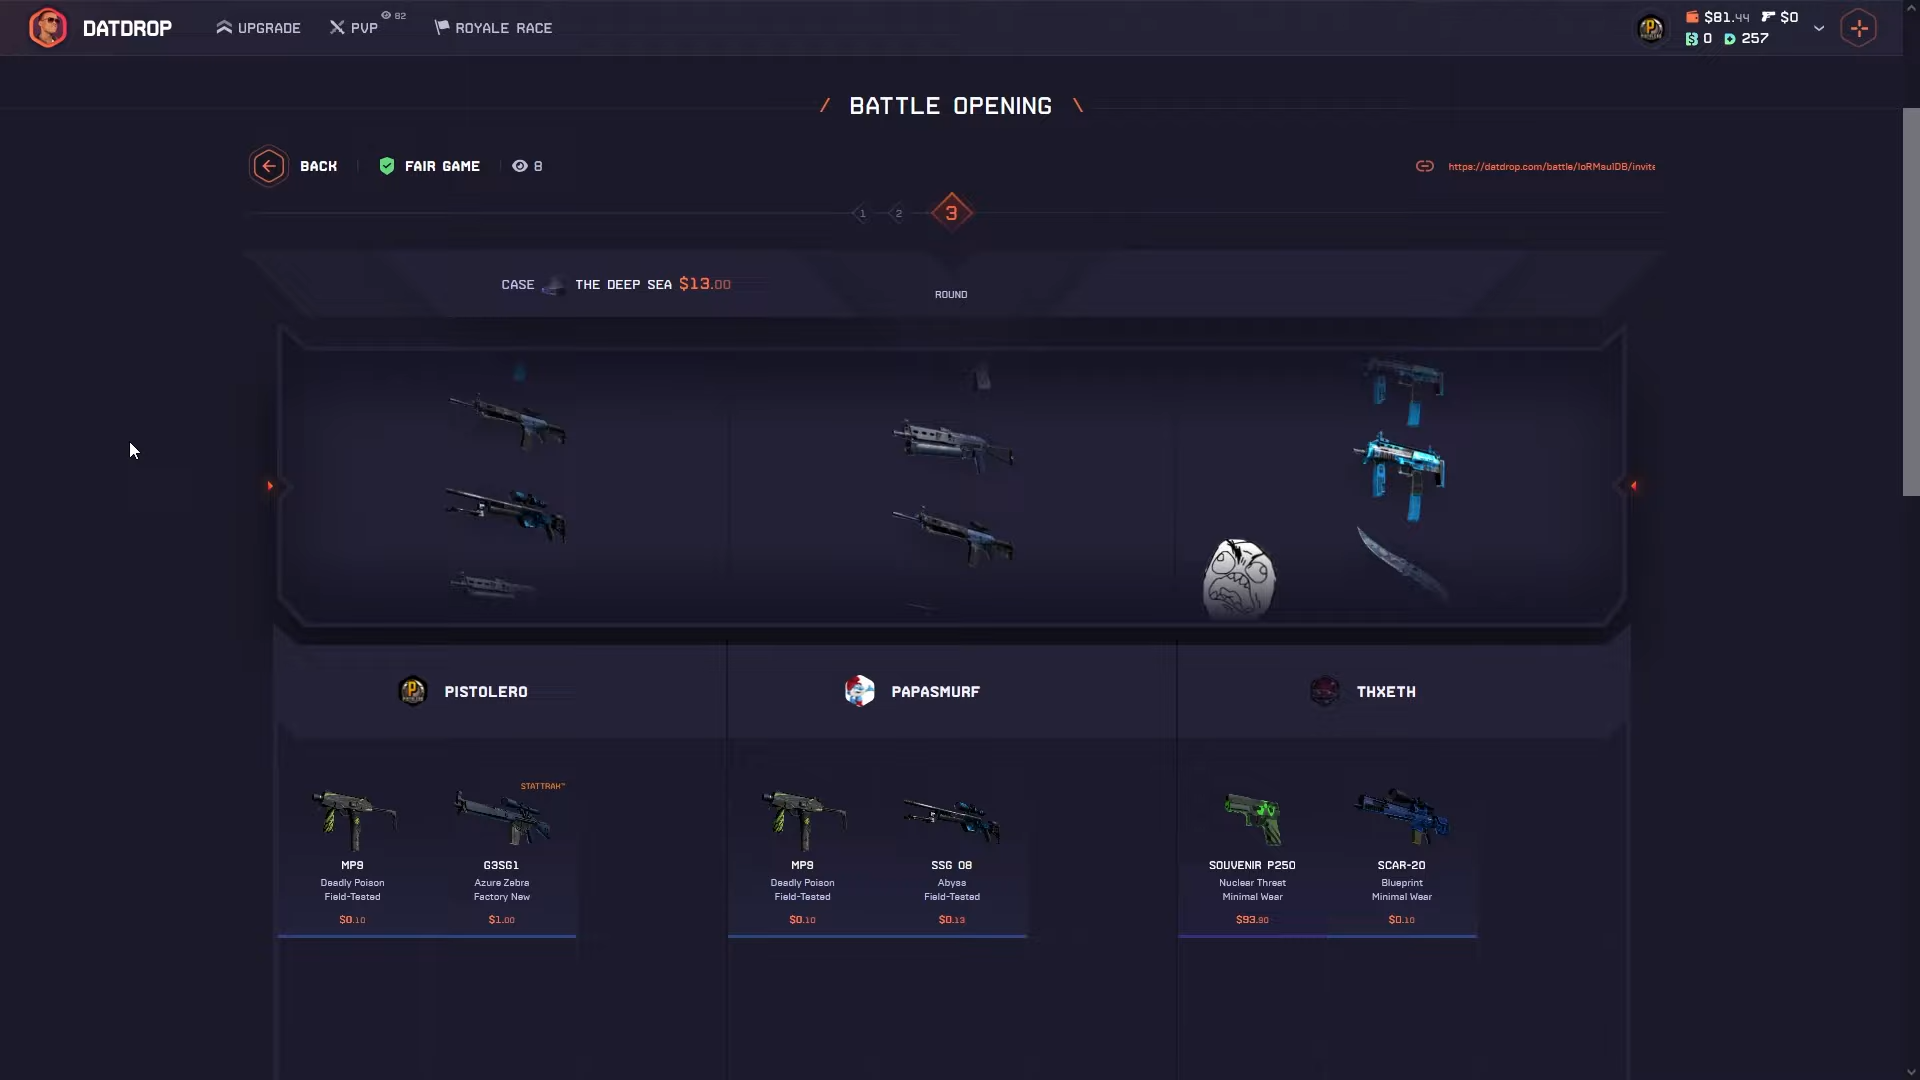 DATDROP
UPGRADE
PVP
82
ROYALE RACE
$81.44
$0
0
257
/ BATTLE OPENING \
BACK
FAIR GAME
8
https://datdrop.com/battle/loRMsu1DB/invite
1
2
3
CASE THE DEEP SEA $13.00
ROUND
PISTOLERO
PAPASMURF
THXETH
STATTRAK™
MP9
Deadly Poison
Field-Tested
$0.10
G3SG1
Azure Zebra
Factory New
$1.00
MP9
Deadly Poison
Field-Tested
$0.10
SSG 08
Abyss
Field-Tested
$0.13
SOUVENIR P250
Nuclear Threat
Minimal Wear
$93.90
SCAR-20
Blueprint
Minimal Wear
$0.10